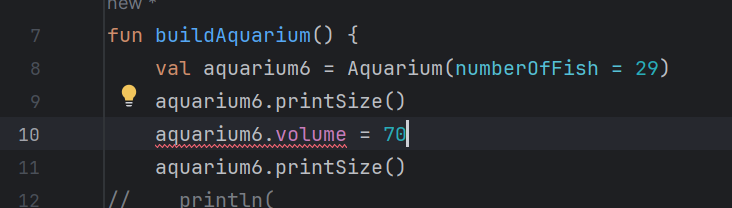 new *
7 fun buildAquarium() {
8 val aquarium6 = Aquarium(numberOfFish = 29)
9 aquarium6.printSize()
10 aquarium6.volume = 70
11 aquarium6.printSize()
12 // println(